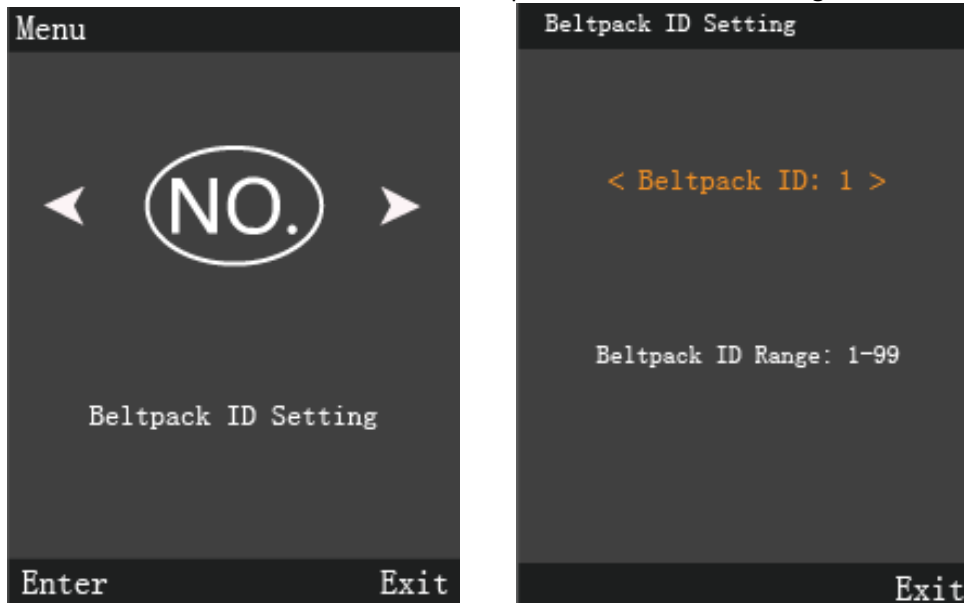 Menu
NO.
Beltpack ID Setting
Enter
Exit
Beltpack ID Setting
< Beltpack ID: 1 >
Beltpack ID Range: 1-99
Exit